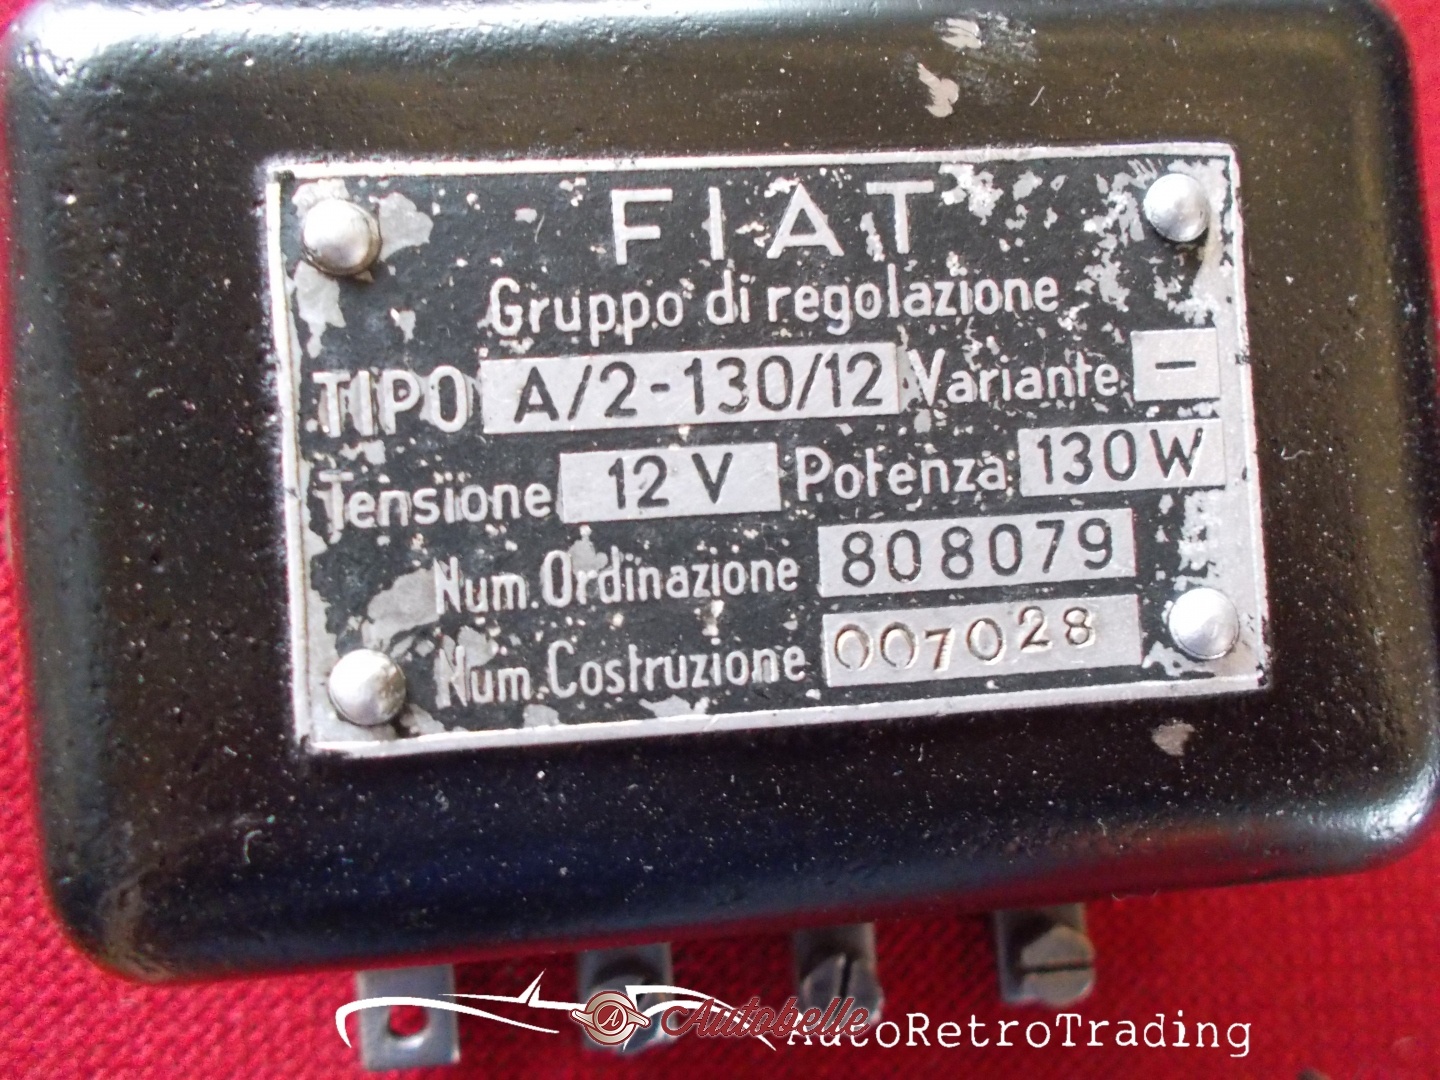 FIAT
Gruppo di regolazione
TIPO A/2-130/12 Variante -
Tensione 12 V Potenza 130 W
Num. Ordinazione 808079
Num. Costruzione 007028
A Autobelle AutoRetroTrading